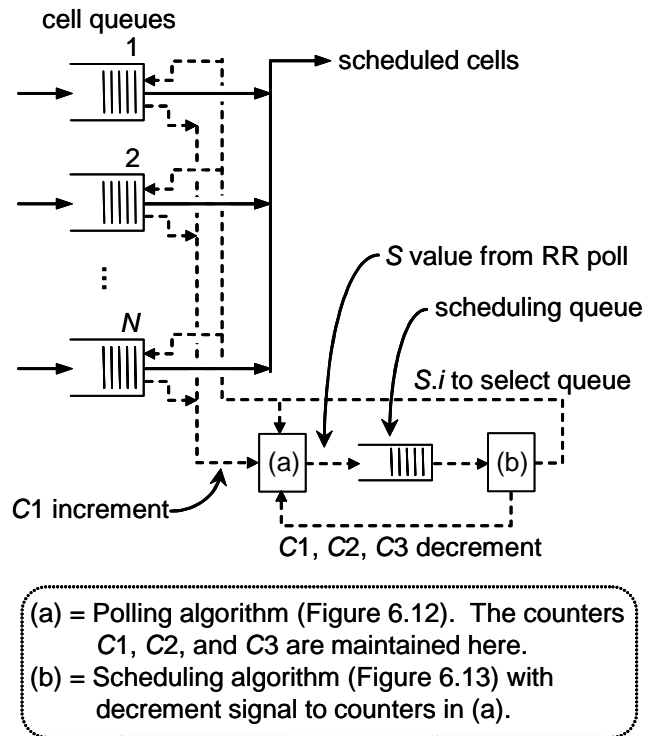 cell queues
1
scheduled cells
2
S value from RR poll
...
scheduling queue
N
S.i to select queue
(a)
(b)
C1 increment
C1, C2, C3 decrement
(a) = Polling algorithm (Figure 6.12). The counters
C1, C2, and C3 are maintained here.
(b) = Scheduling algorithm (Figure 6.13) with
decrement signal to counters in (a).